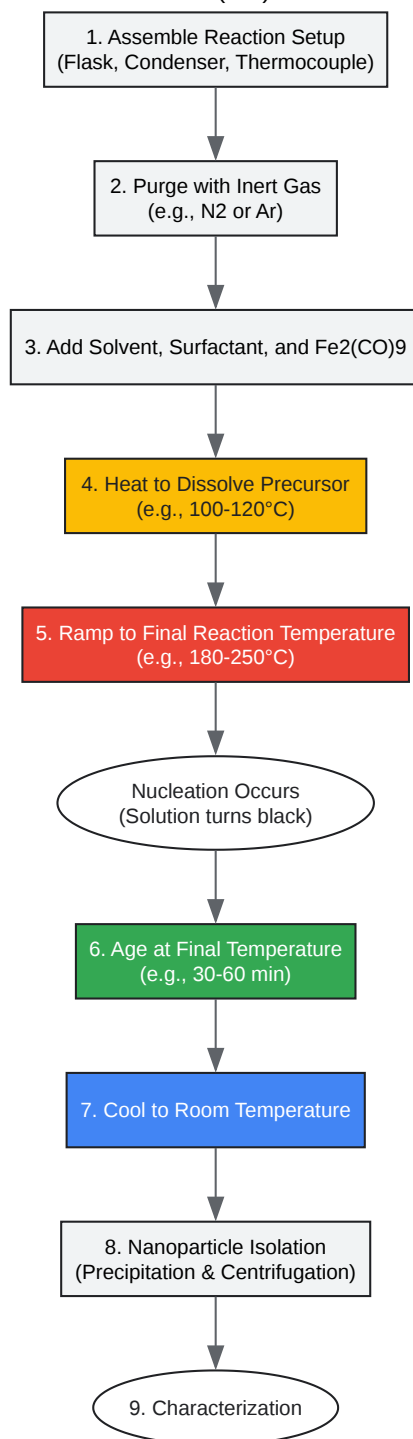 1. Assemble Reaction Setup
(Flask, Condenser, Thermocouple)
2. Purge with Inert Gas
(e.g., N2 or Ar)
3. Add Solvent, Surfactant, and Fe2(CO)9
4. Heat to Dissolve Precursor
(e.g., 100-120°C)
5. Ramp to Final Reaction Temperature
(e.g., 180-250°C)
Nucleation Occurs
(Solution turns black)
6. Age at Final Temperature
(e.g., 30-60 min)
7. Cool to Room Temperature
8. Nanoparticle Isolation
(Precipitation & Centrifugation)
9. Characterization